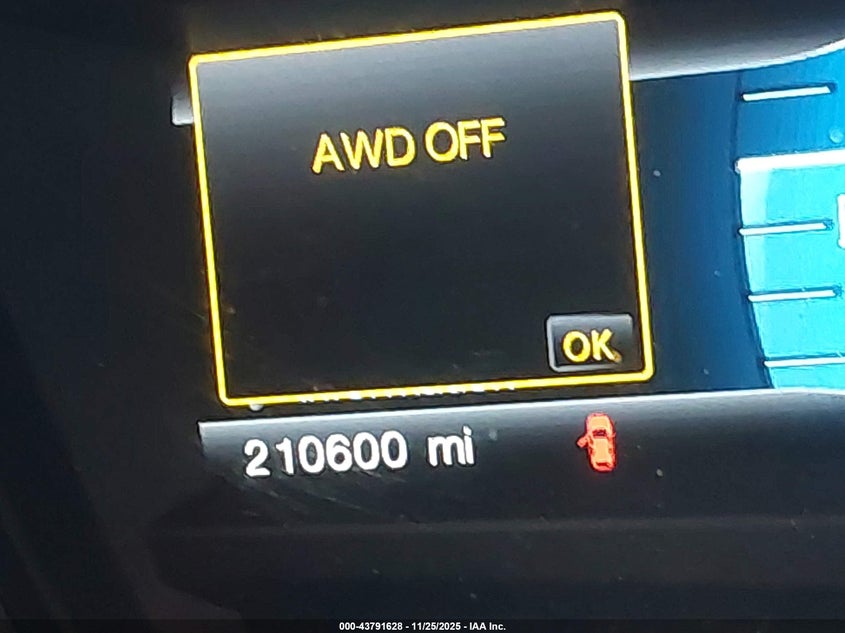 AWD OFF
OK
210600 mi
000-43791628 - 11/25/2025 - IAA Inc.